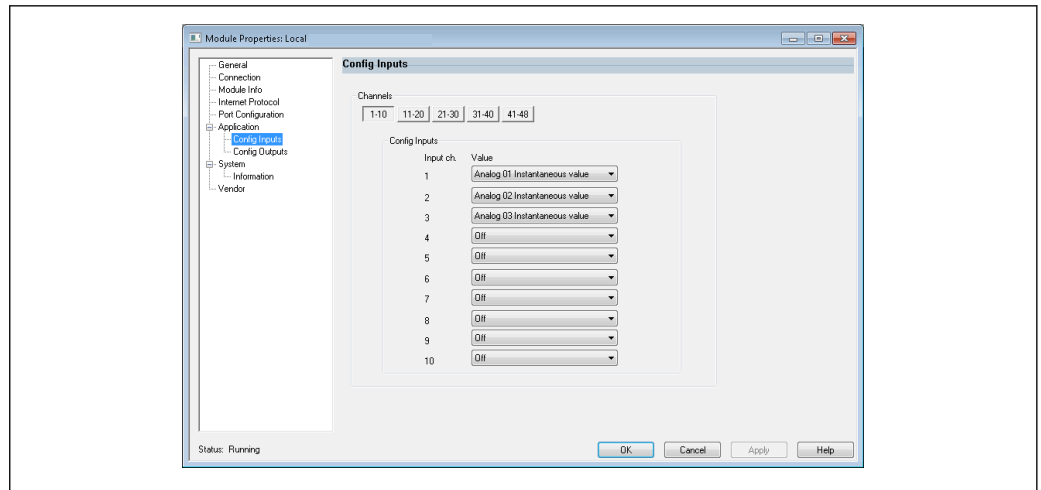 Module Properties: Local
General
Connection
Module Info
Internet Protocol
Port Configuration
Application
Config Inputs
Config Outputs
System
Information
Vendor
Config Inputs
Channels
1-10 11-20 21-30 31-40 41-48
Config Inputs
Input ch. Value
1 Analog 01 Instantaneous value
2 Analog 02 Instantaneous value
3 Analog 03 Instantaneous value
4 Off
5 Off
6 Off
7 Off
8 Off
9 Off
10 Off
Status: Running
OK Cancel Apply Help